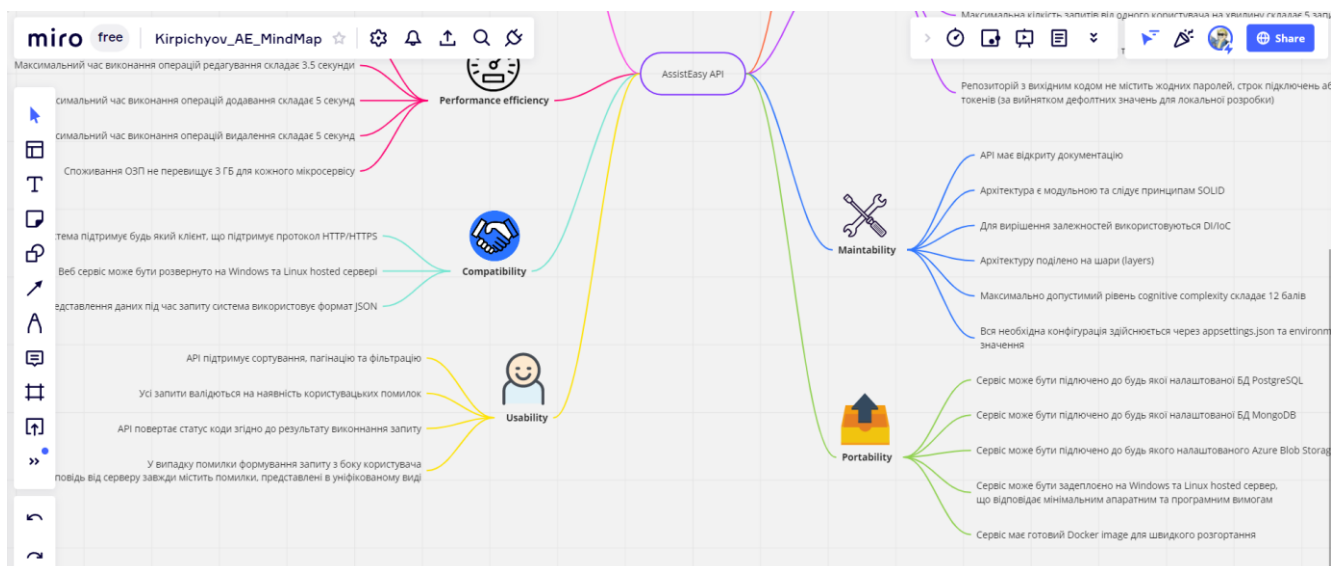 miro free Kirpichyov_AE_MindMap
Share
Максимальний час виконання операцій редагування складає 3.5 секунди
симальний час виконання операцій додавання складає 5 секунд
симальний час виконання операцій видалення складає 5 секунд
Споживання ОЗП не перевищує 3 ГБ для кожного мікросервісу
Performance efficiency
тема підтримує будь який клієнт, що підтримує протокол HTTP/HTTPS
Веб сервіс може бути розвернуто на Windows та Linux hosted сервері
едставлення даних під час запиту система використовує формат JSON
Compatibility
API підтримує сортування, пагінацію та фільтрацію
Усі запити валідються на наявність користувацьких помилок
API повертає статус коди згідно до результату виконнання запиту
У випадку помилки формування запиту з боку користувача
повідь від серверу завжди містить помилки, представлені в уніфікованому виді
Usability
AssistEasy API
Максимальна кілкість запитів від одного користувача на хвилину складає 5 запи
Репозиторій з вихідним кодом не містить жодних паролей, строк підключень аб
токенів (за вийнятком дефолтних значень для локальної розробки)
API має відкриту документацію
Архітектура є модульною та слідує принципам SOLID
Для вирішення залежностей використовуються DI/IoC
Архітектуру поділено на шари (layers)
Максимально допустимий рівень cognitive complexity складає 12 балів
Вся необхідна конфігурація здійснюється через appsettings.json та environm
значення
Maintability
Сервіс може бути підлючено до будь якої налаштованої БД PostgreSQL
Сервіс може бути підлючено до будь якої налаштованої БД MongoDB
Сервіс може бути підлючено до будь якого налаштованого Azure Blob Storag
Сервіс може бути задеплоєно на Windows та Linux hosted сервер,
що відповідає мінімальним апаратним та програмним вимогам
Сервіс має готовий Docker image для швидкого розгортання
Portability